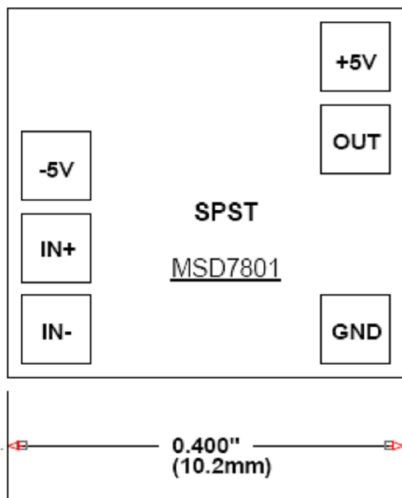 +5V
OUT
-5V
SPST
IN+
MSD7801
IN-
GND
0.400"
(10.2mm)